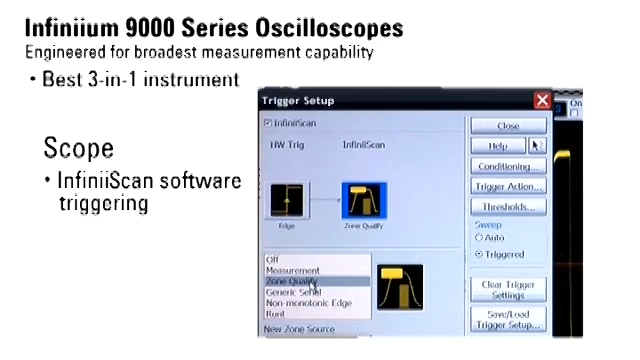 Infiniium 9000 Series Oscilloscopes
Engineered for broadest measurement capability
• Best 3-in-1 instrument
Scope
• InfiniiScan software
triggering
Trigger Setup
InfiniiScan
HW Trig
InfiniiScan
Edge
Zone Qualify
Off
Measurement
Zone Qualify
Generic Serial
Non-monotonic Edge
Runt
New Zone Source
Close
Help
Conditioning...
Trigger Action...
Thresholds...
Sweep
Auto
Triggered
Clear Trigger
Settings
Save/Load
Trigger Setup...
On